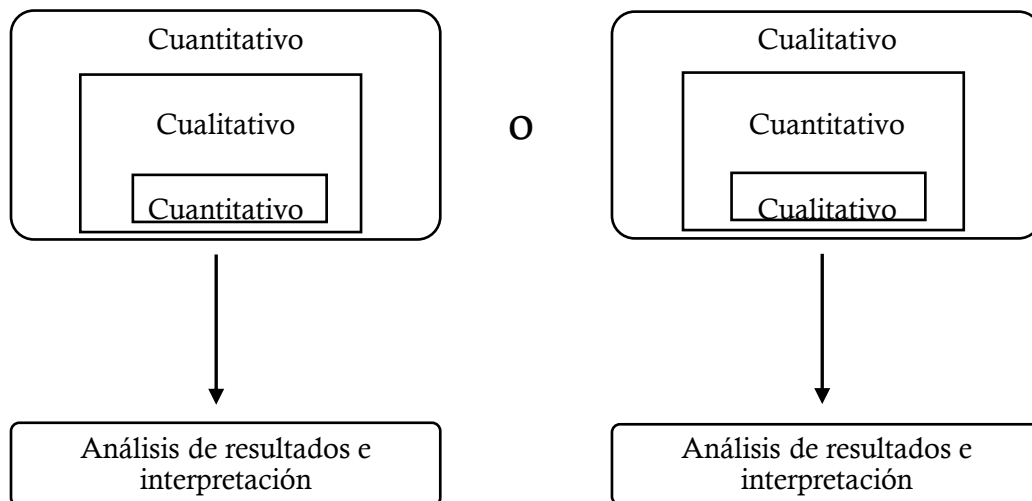 Cuantitativo
Cualitativo
Cuantitativo
o
Cualitativo
Cuantitativo
Cualitativo
Análisis de resultados e
interpretación
Análisis de resultados e
interpretación